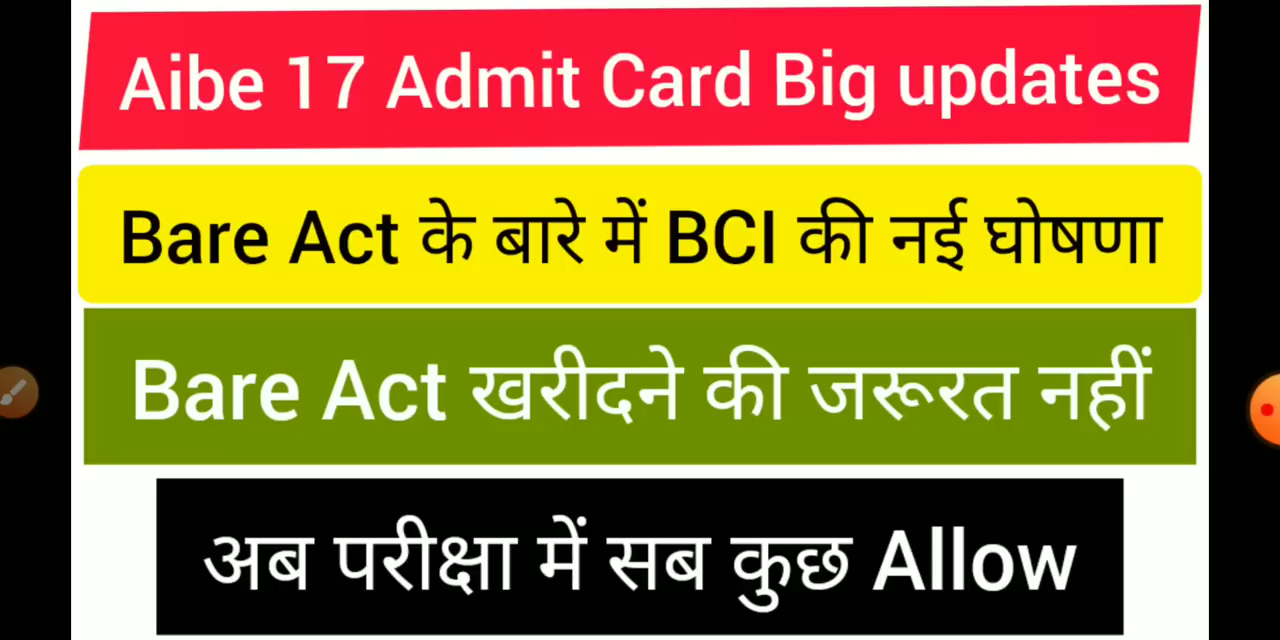 Aibe 17 Admit Card Big updates
Bare Act के बारे में BCI की नई घोषणा
Bare Act खरीदने की जरूरत नहीं
अब परीक्षा में सब कुछ Allow